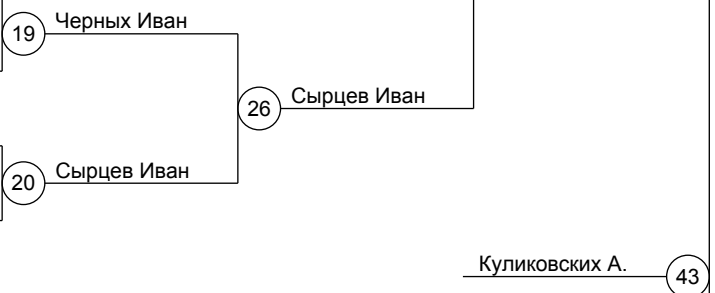 19 Черных Иван
26 Сырцев Иван
20 Сырцев Иван
Куликовских А. 43